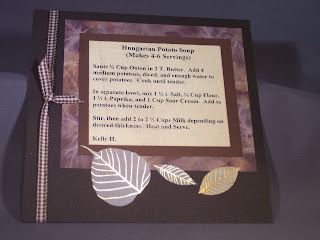 Hungarian Potato Soup
(Makes 4-6 Servings)
Saute ¼ Cup Onion in 2 T. Butter. Add 4
medium potatoes, diced, and enough water to
cover potatoes. Cook until tender.
In separate bowl, mix 1 ½ t. Salt, ¼ Cup Flour,
1 ½ t. Paprika, and 1 Cup Sour Cream. Add to
potatoes when tender.
Stir, then add 2 to 2 ½ Cups Milk depending on
desired thickness. Heat and Serve.
Kelly H.